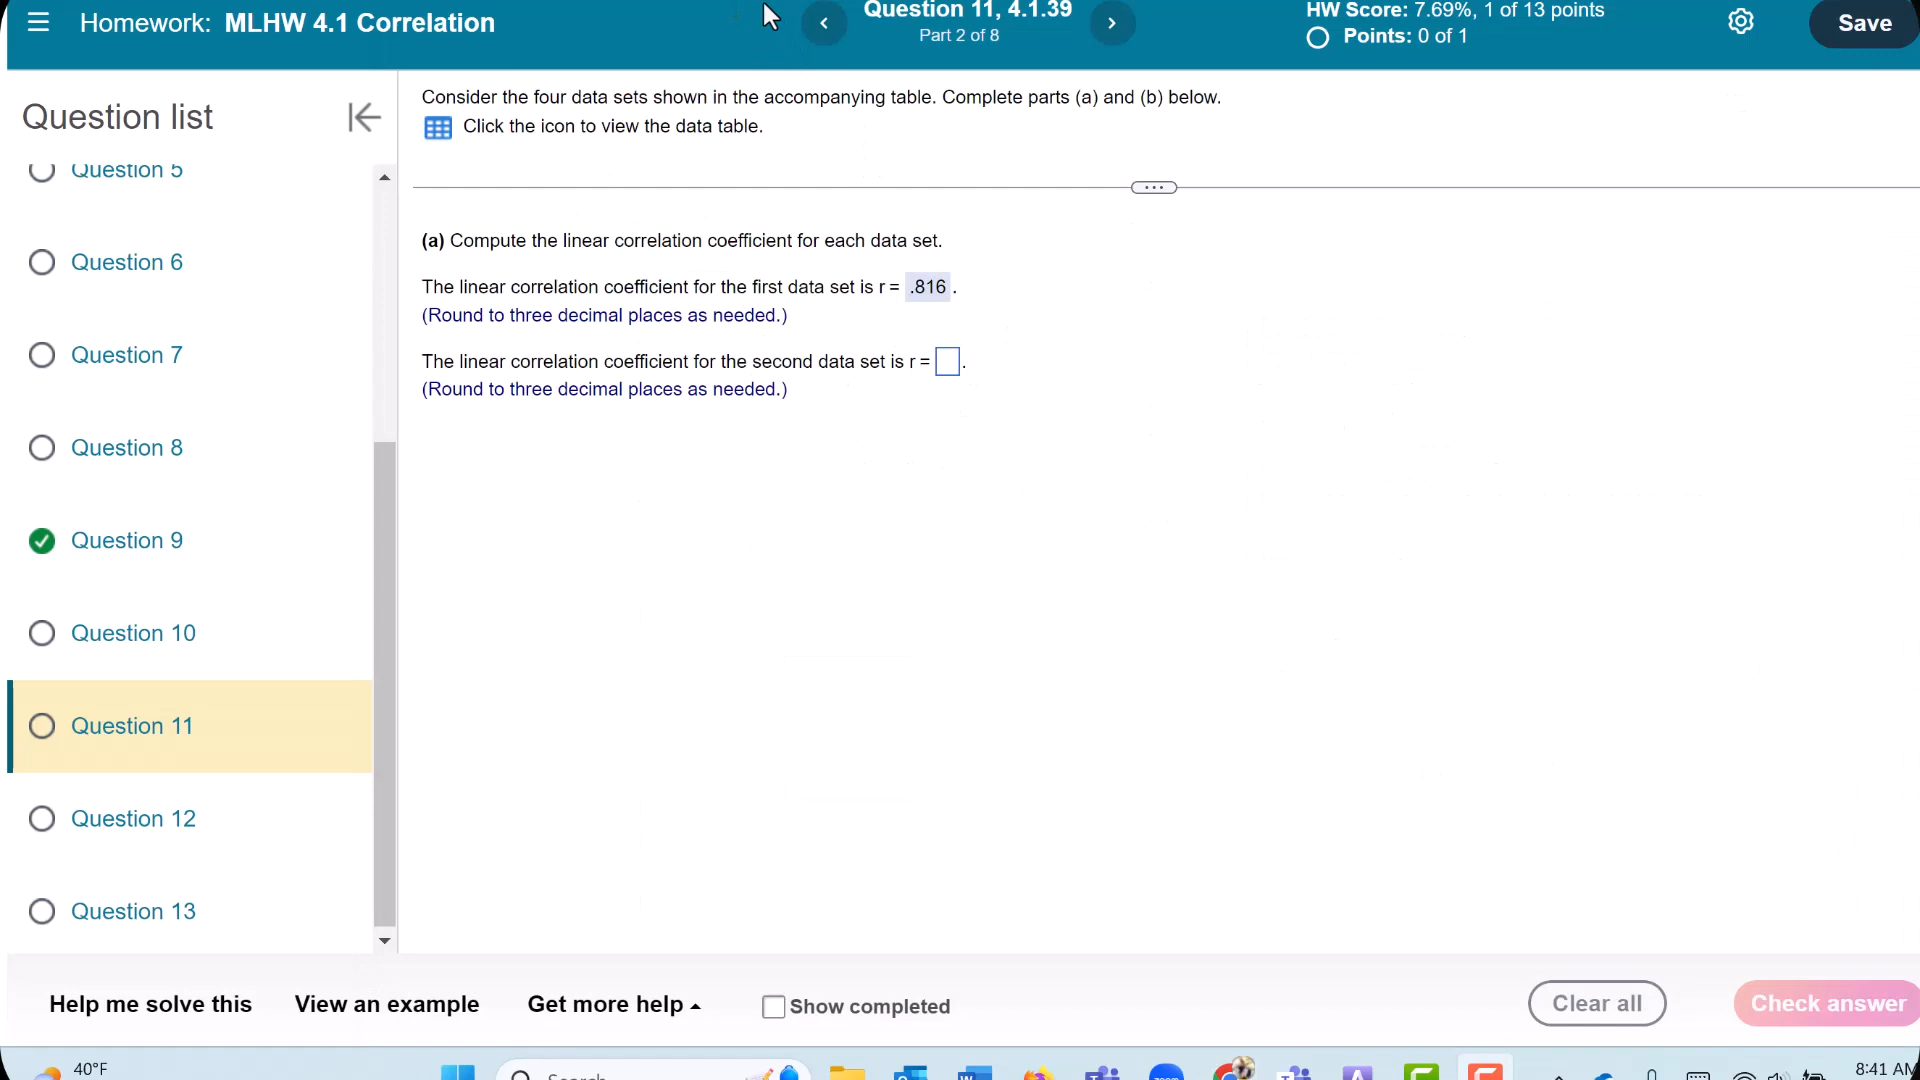 Homework: MLHW 4.1 Correlation
Question 11, 4.1.39
Part 2 of 8
HW Score: 7.69%, 1 of 13 points
Points: 0 of 1
Save
Question list
Question 5
Question 6
Question 7
Question 8
Question 9
Question 10
Question 11
Question 12
Question 13
Consider the four data sets shown in the accompanying table. Complete parts (a) and (b) below.
Click the icon to view the data table.
(a) Compute the linear correlation coefficient for each data set.
The linear correlation coefficient for the first data set is r = .816 .
(Round to three decimal places as needed.)
The linear correlation coefficient for the second data set is r = .
(Round to three decimal places as needed.)
Help me solve this
View an example
Get more help
Show completed
Clear all
Check answer
40°F
Search
zoom
8:41 AM